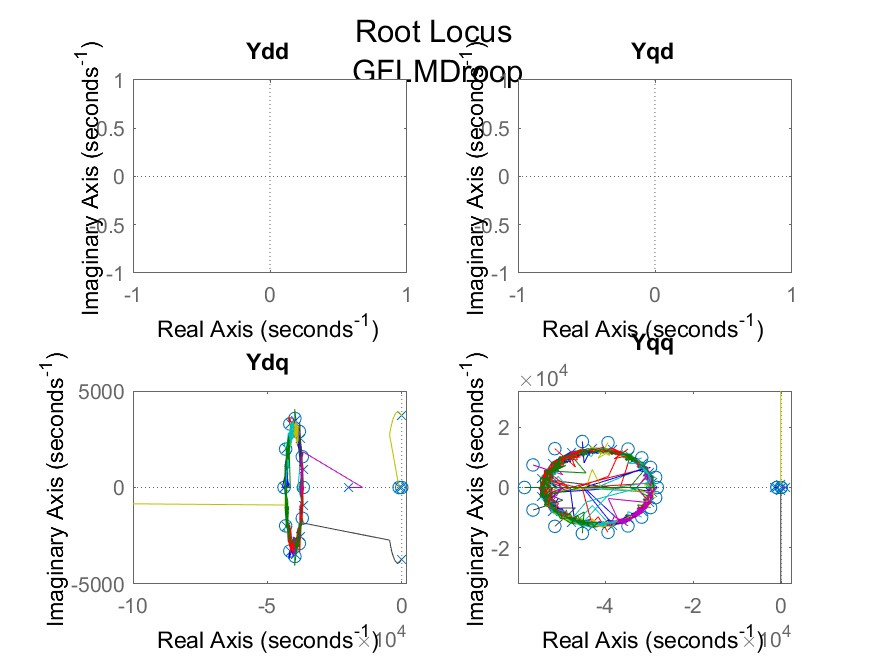 Root Locus
GFLMDroop
Ydd
Yqd
Imaginary Axis (seconds⁻¹)
1
0.5
0
-0.5
-1
-1
0
1
Real Axis (seconds⁻¹)
Imaginary Axis (seconds⁻¹)
1
0.5
0
-0.5
-1
-1
0
1
Real Axis (seconds⁻¹)
Ydq
Imaginary Axis (seconds⁻¹)
5000
0
-5000
-10
-5
0
Real Axis (seconds⁻¹)
×10⁴
Yqq
×10⁴
Imaginary Axis (seconds⁻¹)
2
0
-2
-4
-2
0
Real Axis (seconds⁻¹)
×10⁴